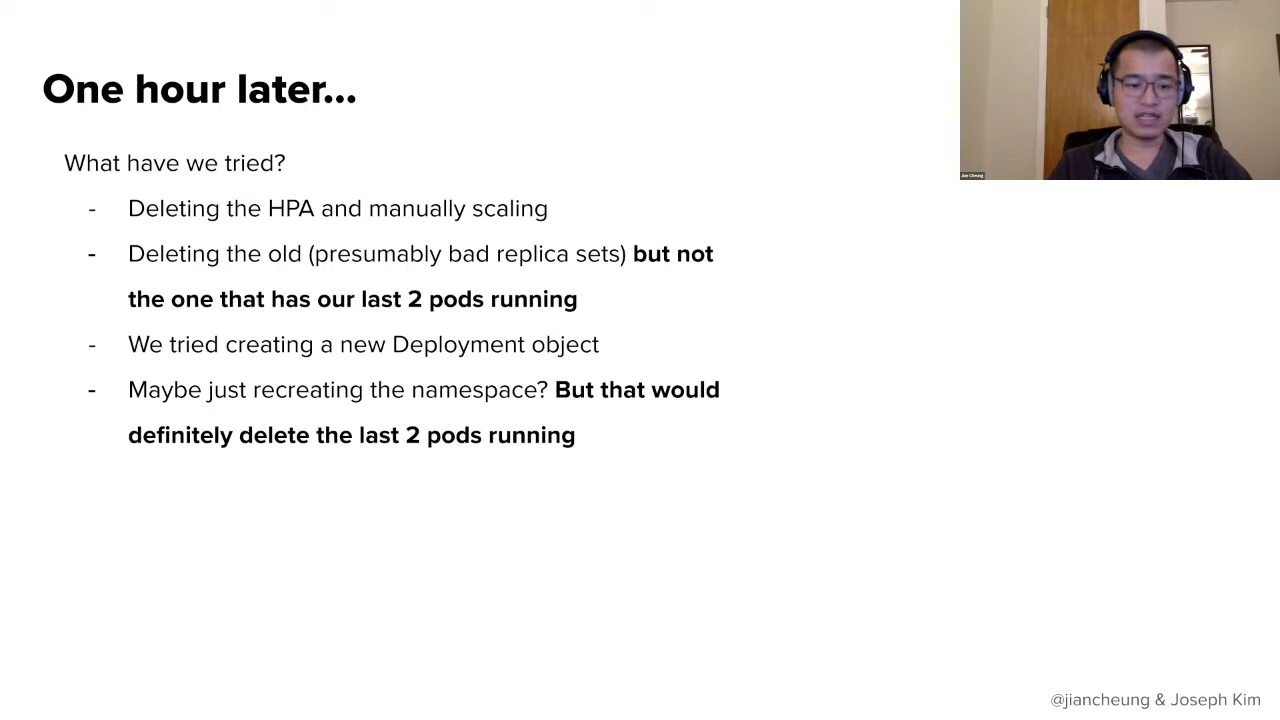 One hour later...
What have we tried?
- Deleting the HPA and manually scaling
- Deleting the old (presumably bad replica sets) but not
the one that has our last 2 pods running
- We tried creating a new Deployment object
- Maybe just recreating the namespace? But that would
definitely delete the last 2 pods running
Jian Cheung
@jiancheung & Joseph Kim